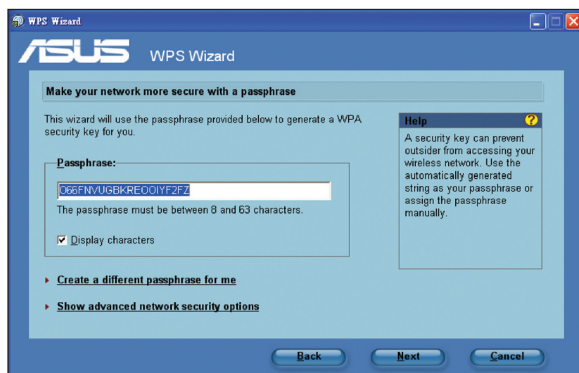 WPS Wizard
ASUS WPS Wizard
Make your network more secure with a passphrase
This wizard will use the passphrase provided below to generate a WPA
security key for you.
Passphrase:
O66FNVUGBKREOOIYF2FZ
The passphrase must be between 8 and 63 characters.
Display characters
Create a different passphrase for me
Show advanced network security options
Help
A security key can prevent
outsider from accessing your
wireless network. Use the
automatically generated
string as your passphrase or
assign the passphrase
manually.
Back Next Cancel